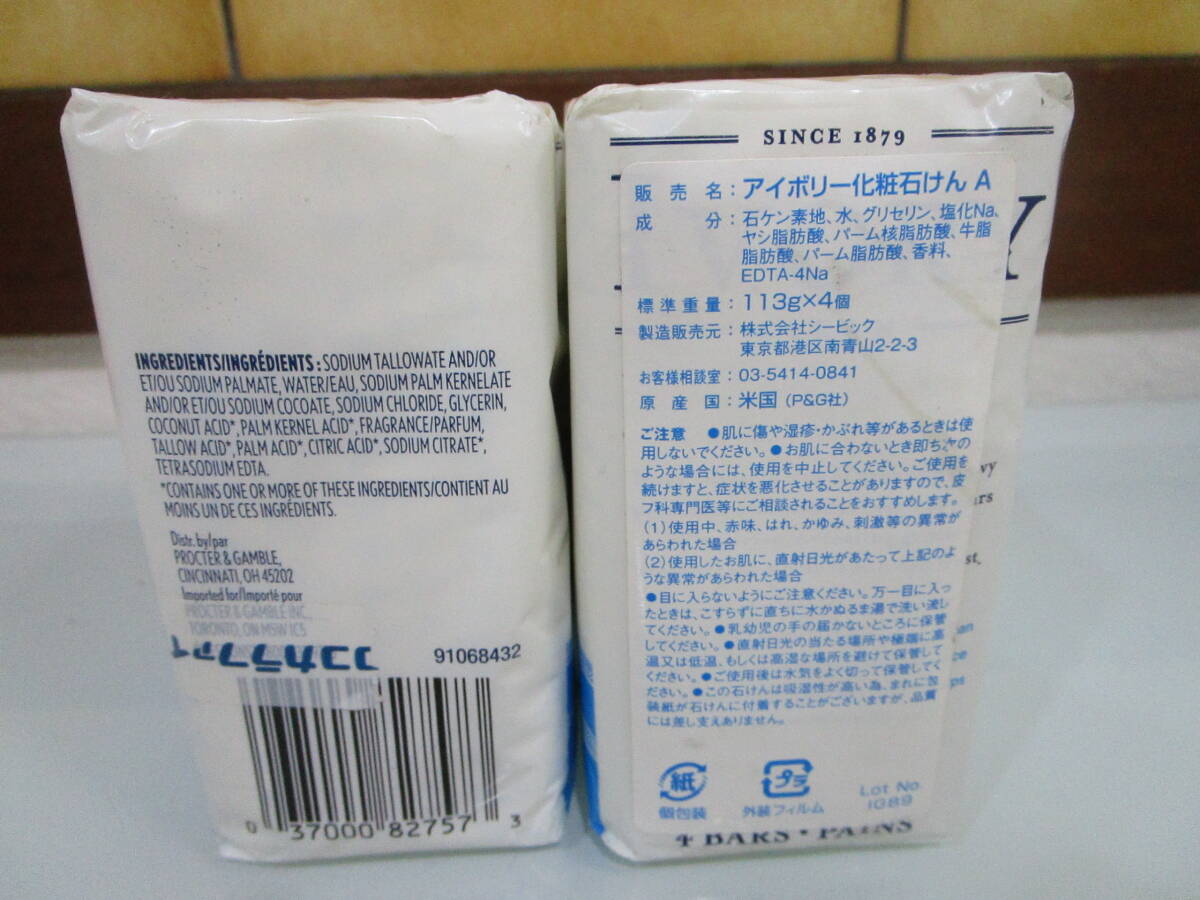 INGREDIENTS/INGRÉDIENTS : SODIUM TALLOWATE AND/OR
ET/OU SODIUM PALMATE, WATER/EAU, SODIUM PALM KERNELATE
AND/OR ET/OU SODIUM COCOATE, SODIUM CHLORIDE, GLYCERIN,
COCONUT ACID*, PALM KERNEL ACID*, FRAGRANCE/PARFUM,
TALLOW ACID*, PALM ACID*, CITRIC ACID*, SODIUM CITRATE*,
TETRASODIUM EDTA.
*CONTAINS ONE OR MORE OF THESE INGREDIENTS/CONTIENT AU
MOINS UN DE CES INGRÉDIENTS.
Distr. by/par
PROCTER & GAMBLE,
CINCINNATI, OH 45202
Imported for/Importé pour
PROCTER & GAMBLE INC.
TORONTO, ON M5W 1C5
ココカラファイ
91068432
0 37000 82757 3
SINCE 1879
販売名：アイボリー化粧石けん A
成分：石ケン素地、水、グリセリン、塩化Na、
ヤシ脂肪酸、パーム核脂肪酸、牛脂
脂肪酸、パーム脂肪酸、香料、
EDTA-4Na
標準重量：113g×4個
製造販売元：株式会社シービック
東京都港区南青山2-2-3
お客様相談室：03-5414-0841
原産国：米国（P&G社）
ご注意 ●肌に傷や湿疹・かぶれ等があるときは使
用しないでください。●お肌に合わないとき即ち次の
ような場合には、使用を中止してください。ご使用を
続けますと、症状を悪化させることがありますので、皮
フ科専門医等にご相談されることをおすすめします。
（1）使用中、赤味、はれ、かゆみ、刺激等の異常が
あらわれた場合
（2）使用したお肌に、直射日光があたって上記のよ
うな異常があらわれた場合
●目に入らないようにご注意ください。万一目に入っ
たときは、こすらずに直ちに水かぬるま湯で洗い流し
てください。●乳幼児の手の届かないところに保管
してください。●直射日光の当たる場所や極端に高
温又は低温、もしくは高湿な場所を避けて保管して
ください。●ご使用後は水気をよく切って保管してく
ださい。●この石けんは吸湿性が高い為、まれに包
装紙が石けんに付着することがございますが、品質
には差し支えありません。
紙
個包装
プラ
外装フィルム
Lot No
1G89
4 BARS • PAINS